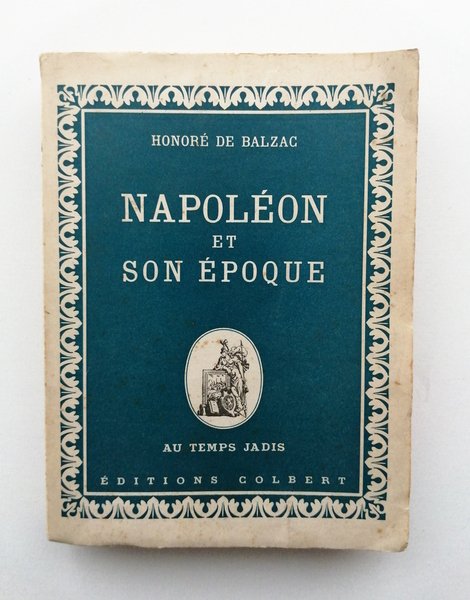 HONORÉ DE BALZAC
NAPOLÉON
ET
SON ÉPOQUE
AU TEMPS JADIS
ÉDITIONS COLBERT